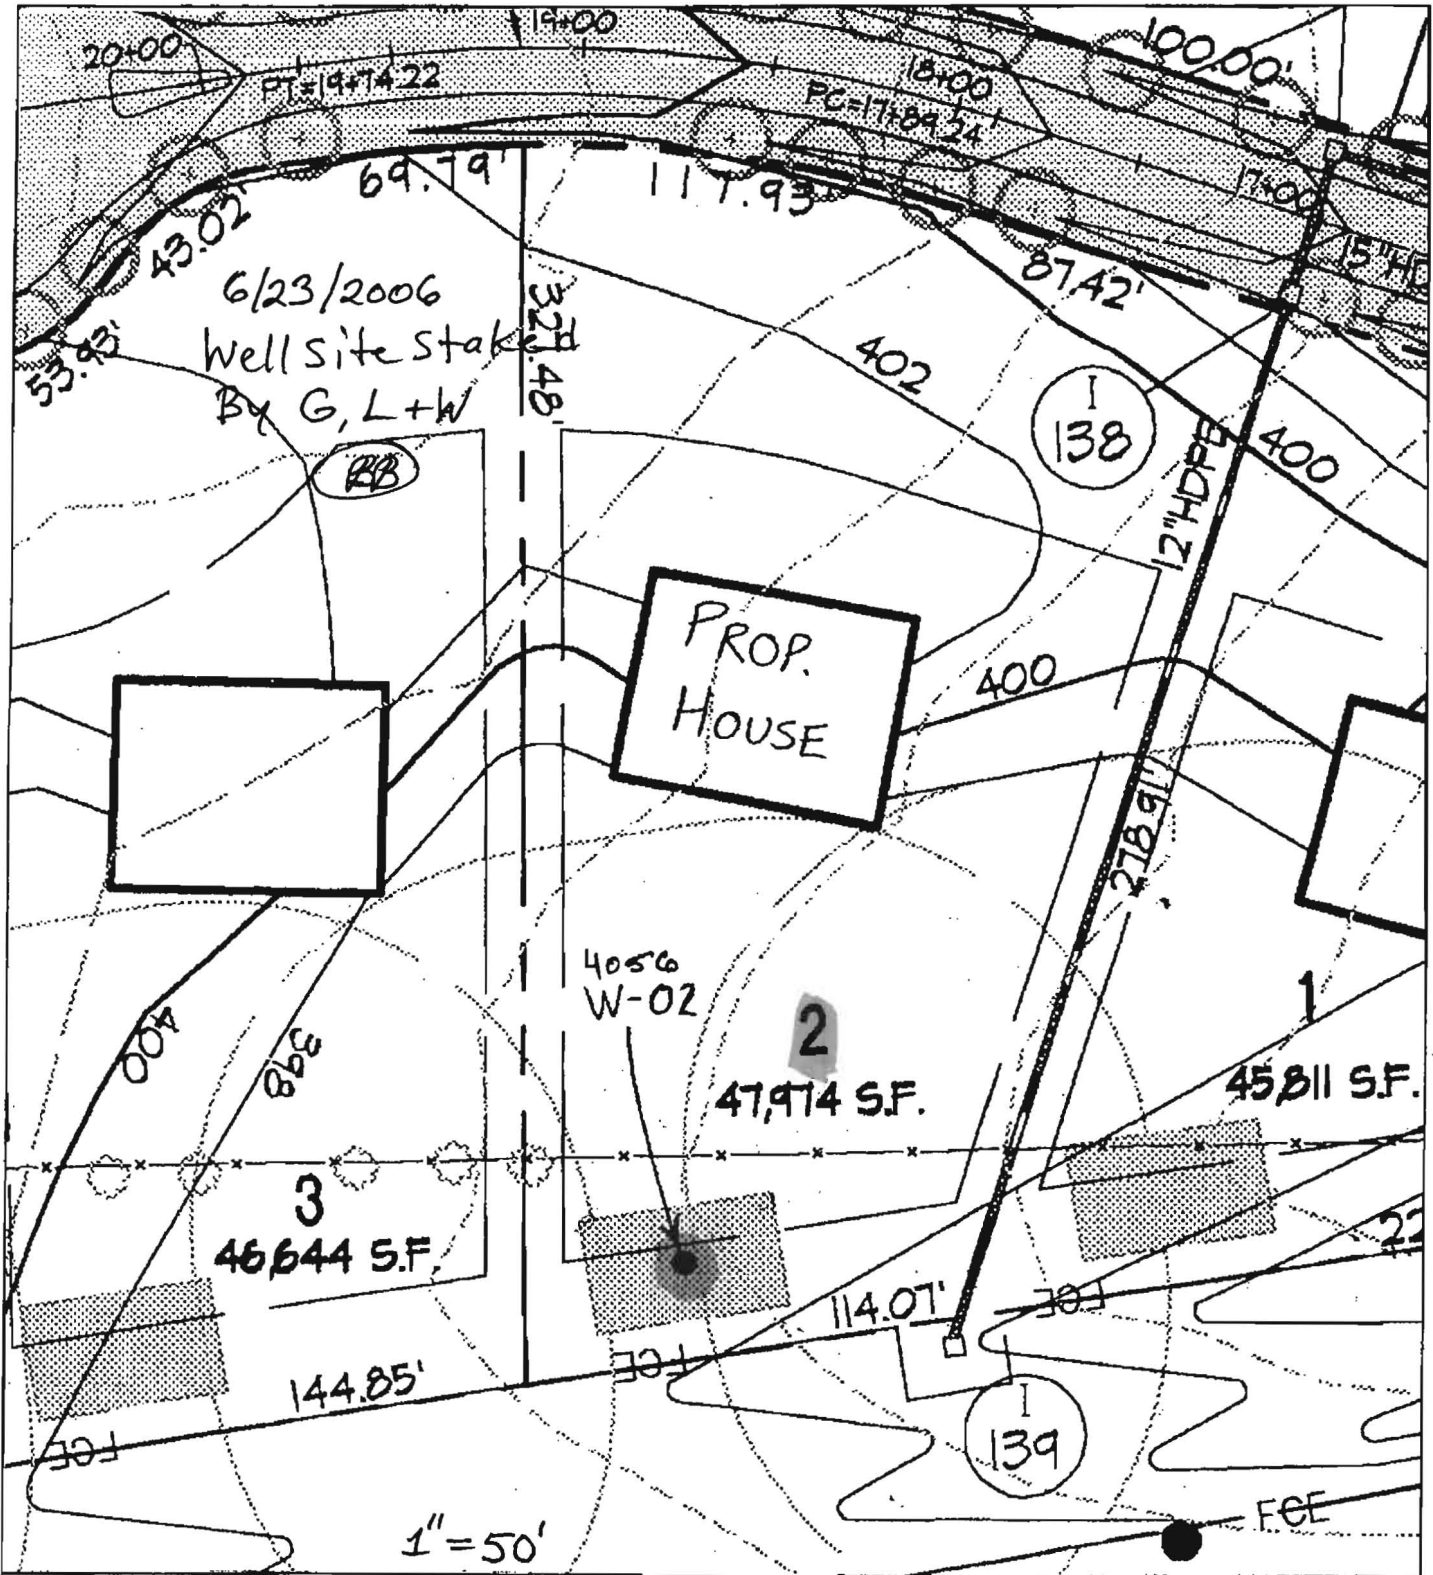 19+00
20+00
PT=19+74.22
100.00'
18+00
PC=17+89.24'
17+00
69.79'
117.93'
43.02'
87.42'
53.93'
6/23/2006
Well Site Staked
By G, L+W
402
I
138
12"HDPE
400
PROP.
HOUSE
400
278.91'
4056
W-02
2
47,974 S.F.
1
45,811 S.F.
400
398
3
46,644 S.F.
114.07'
FCE
FCE
144.85'
FCE
I
139
FCE
1"=50'